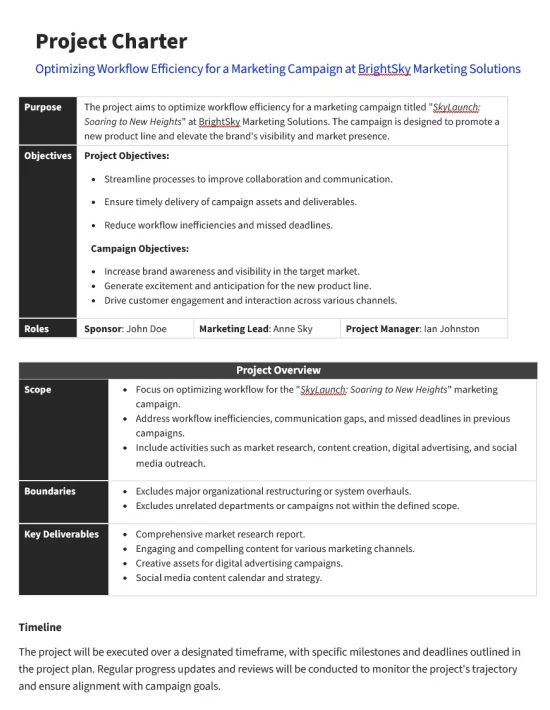 Project Charter
Optimizing Workflow Efficiency for a Marketing Campaign at BrightSky Marketing Solutions
Purpose
The project aims to optimize workflow efficiency for a marketing campaign titled "SkyLaunch:
Soaring to New Heights" at BrightSky Marketing Solutions. The campaign is designed to promote a
new product line and elevate the brand's visibility and market presence.
Objectives
Project Objectives:
• Streamline processes to improve collaboration and communication.
• Ensure timely delivery of campaign assets and deliverables.
• Reduce workflow inefficiencies and missed deadlines.
Campaign Objectives:
• Increase brand awareness and visibility in the target market.
• Generate excitement and anticipation for the new product line.
• Drive customer engagement and interaction across various channels.
Roles
Sponsor: John Doe
Marketing Lead: Anne Sky
Project Manager: Ian Johnston
Project Overview
Scope
• Focus on optimizing workflow for the "SkyLaunch: Soaring to New Heights" marketing
campaign.
• Address workflow inefficiencies, communication gaps, and missed deadlines in previous
campaigns.
• Include activities such as market research, content creation, digital advertising, and social
media outreach.
Boundaries
• Excludes major organizational restructuring or system overhauls.
• Excludes unrelated departments or campaigns not within the defined scope.
Key Deliverables
• Comprehensive market research report.
• Engaging and compelling content for various marketing channels.
• Creative assets for digital advertising campaigns.
• Social media content calendar and strategy.
Timeline
The project will be executed over a designated timeframe, with specific milestones and deadlines outlined in
the project plan. Regular progress updates and reviews will be conducted to monitor the project's trajectory
and ensure alignment with campaign goals.